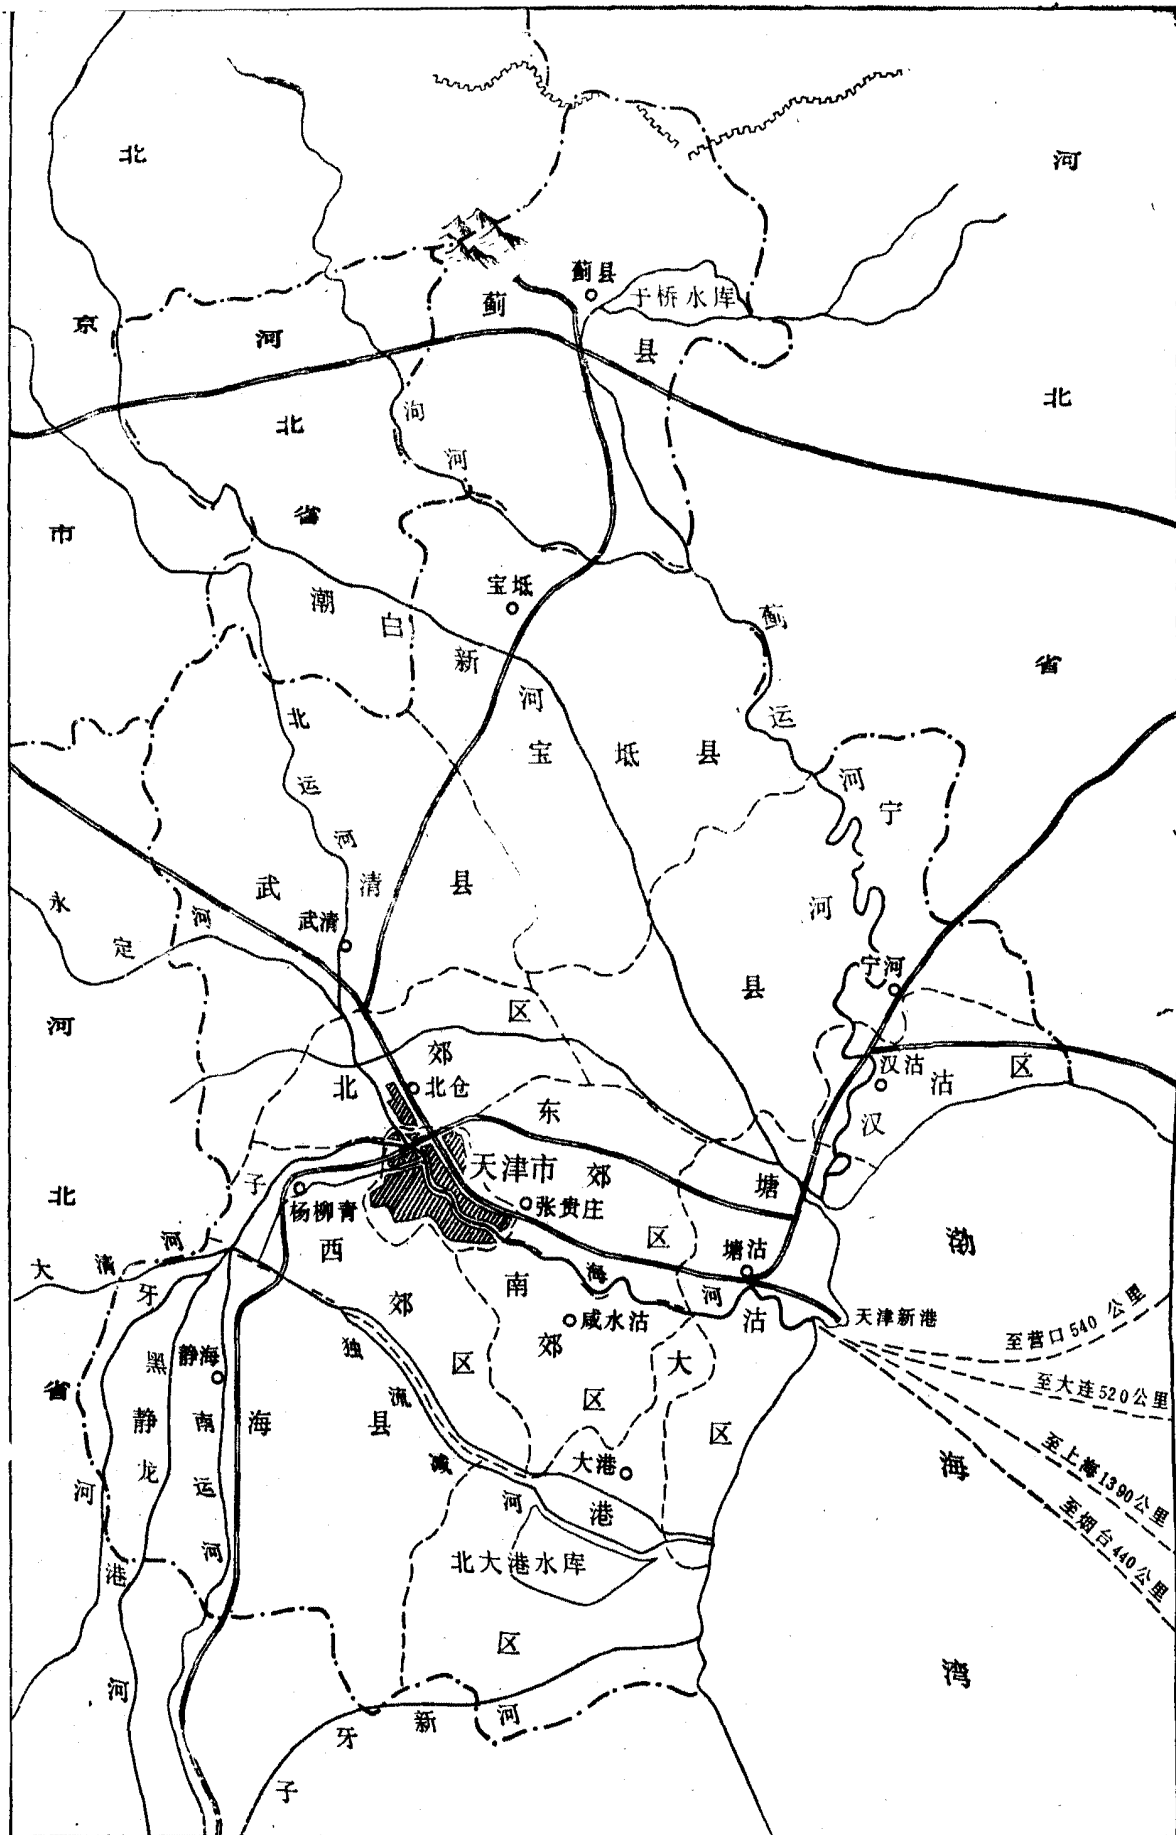 北京市
河北省
河北省
河北省
蓟县
蓟县
于桥水库
泃河
宝坻
潮白新河
蓟运河
宝坻县
北运河
宁河县
武清县
武清
永定河
宁河
汉沽
汉沽区
北郊区
北仓
东郊区
天津市
张贵庄
杨柳青
子牙河
大清河
西郊区
南郊区
海河
咸水沽
塘沽
塘沽区
天津新港
渤海湾
至营口540公里
至大连520公里
至上海1390公里
至烟台440公里
静海
静海县
黑龙港河
南运河
独流减河
大港
大港区
北大港水库
子牙新河